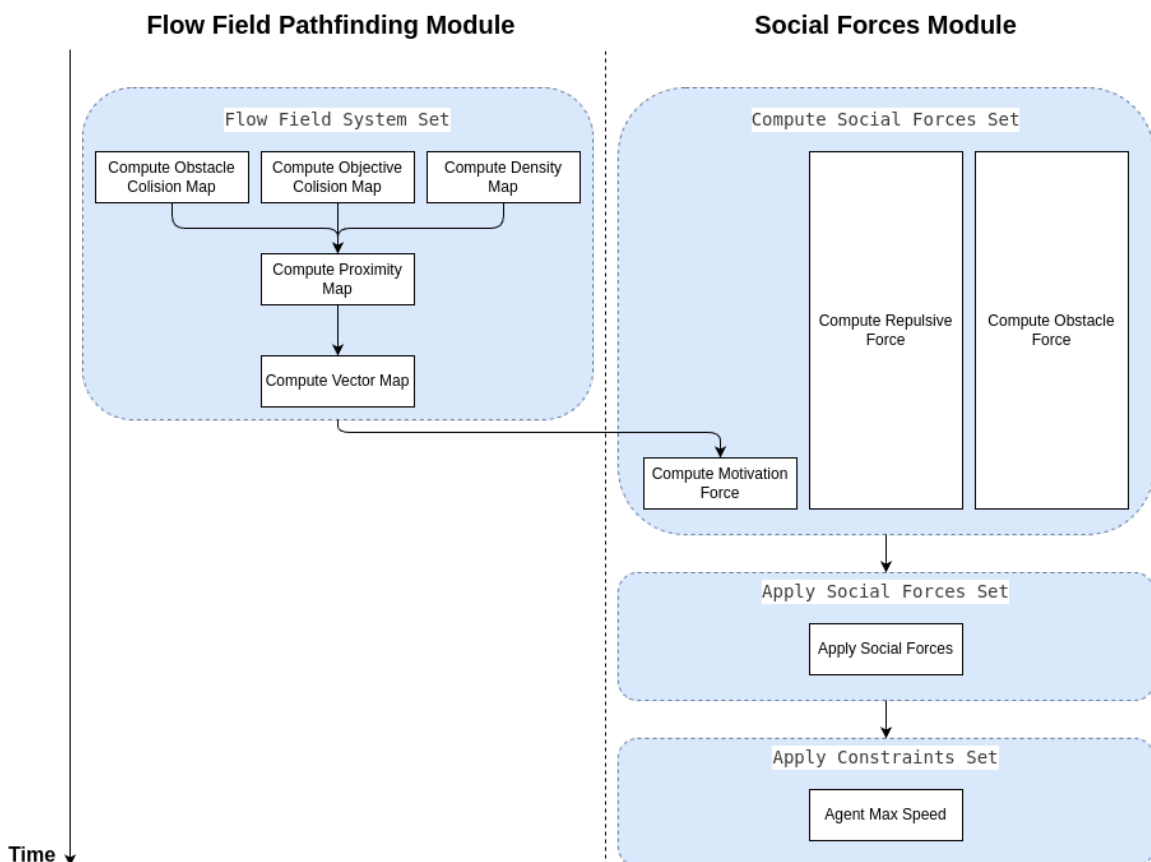 Flow Field Pathfinding Module
Social Forces Module
Flow Field System Set
Compute Obstacle
Colision Map
Compute Objective
Colision Map
Compute Density
Map
Compute Proximity
Map
Compute Vector Map
Compute Social Forces Set
Compute Repulsive
Force
Compute Obstacle
Force
Compute Motivation
Force
Apply Social Forces Set
Apply Social Forces
Apply Constraints Set
Agent Max Speed
Time